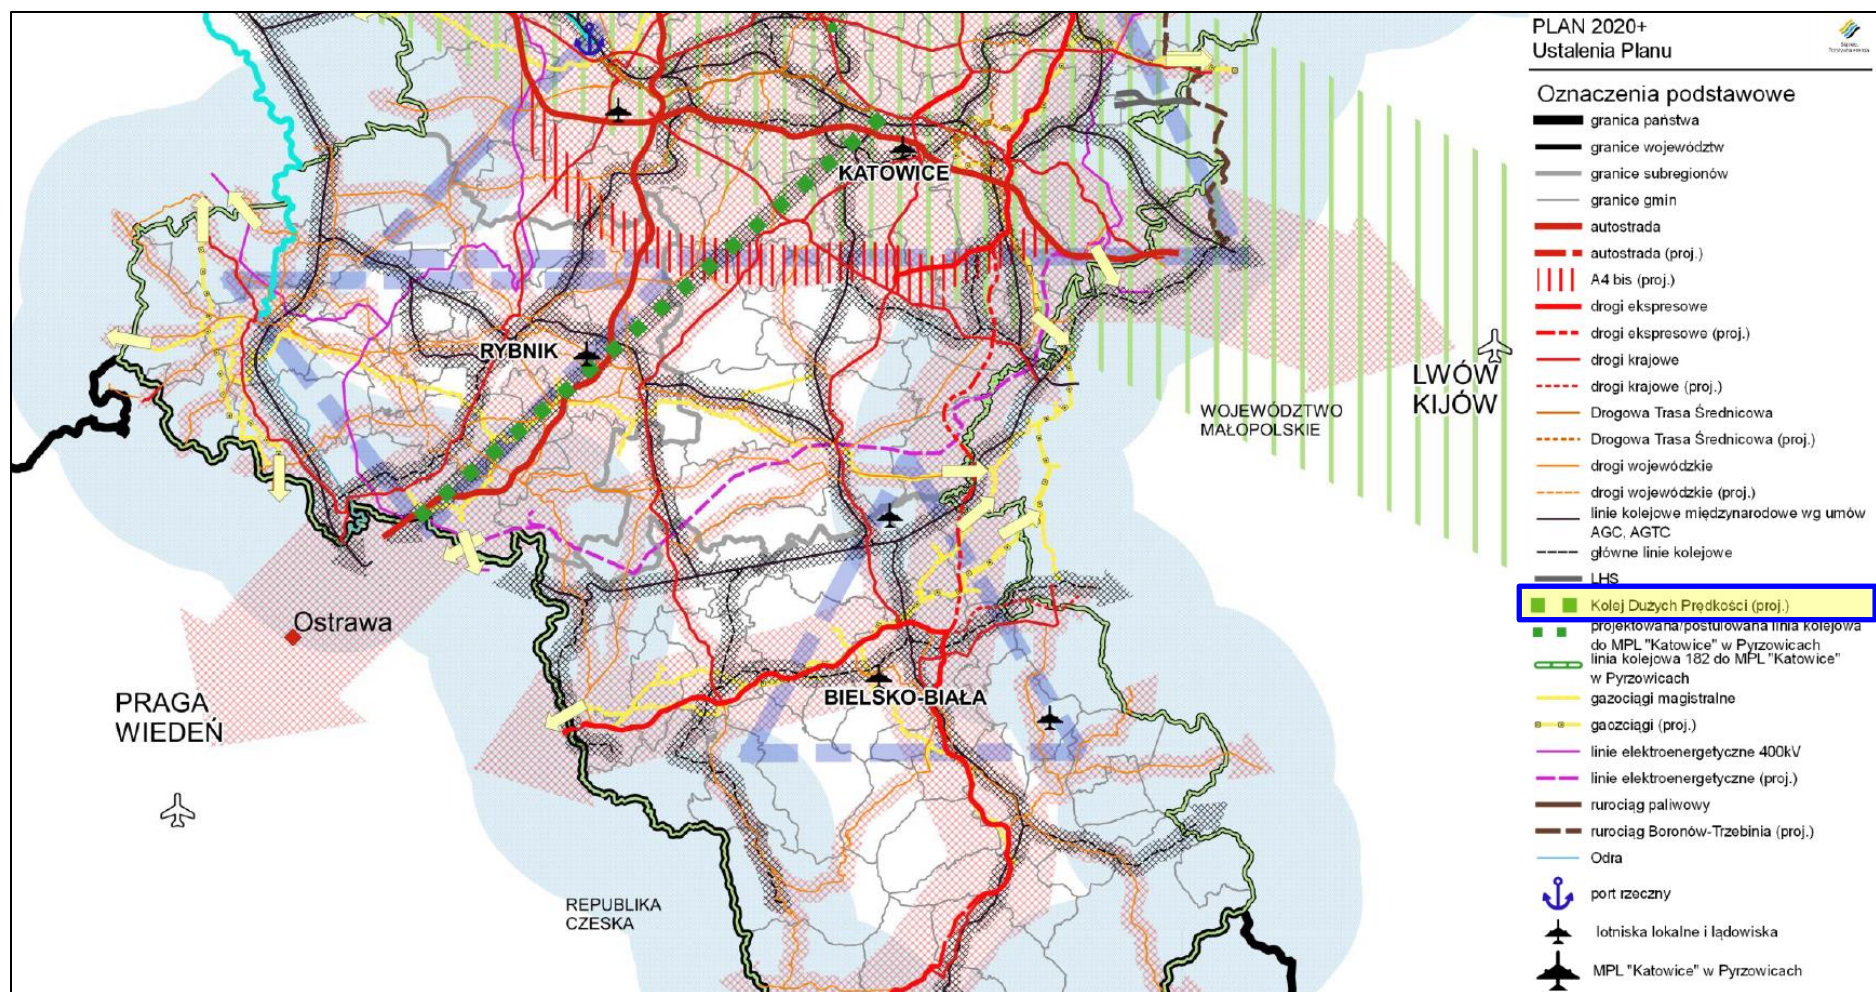 KATOWICE
RYBNIK
LWÓW
KIJÓW
WOJEWÓDZTWO
MAŁOPOLSKIE
Ostrawa
PRAGA
WIEDEŃ
BIELSKO-BIAŁA
REPUBLIKA
CZESKA
PLAN 2020+
Ustalenia Planu
Oznaczenia podstawowe
granica państwa
granice województw
granice subregionów
granice gmin
autostrada
autostrada (proj.)
A4 bis (proj.)
drogi ekspresowe
drogi ekspresowe (proj.)
drogi krajowe
drogi krajowe (proj.)
Drogowa Trasa Średnicowa
Drogowa Trasa Średnicowa (proj.)
drogi wojewódzkie
drogi wojewódzkie (proj.)
linie kolejowe międzynarodowe wg umów
AGC, AGTC
główne linie kolejowe
LHS
Kolej Dużych Prędkości (proj.)
projektowana/postulowana linia kolejowa
do MPL "Katowice" w Pyrzowicach
linia kolejowa 182 do MPL "Katowice"
w Pyrzowicach
gazociągi magistralne
gaozciągi (proj.)
linie elektroenergetyczne 400kV
linie elektroenergetyczne (proj.)
rurociąg paliwowy
rurociąg Boronów-Trzebinia (proj.)
Odra
port rzeczny
lotniska lokalne i lądowiska
MPL "Katowice" w Pyrzowicach